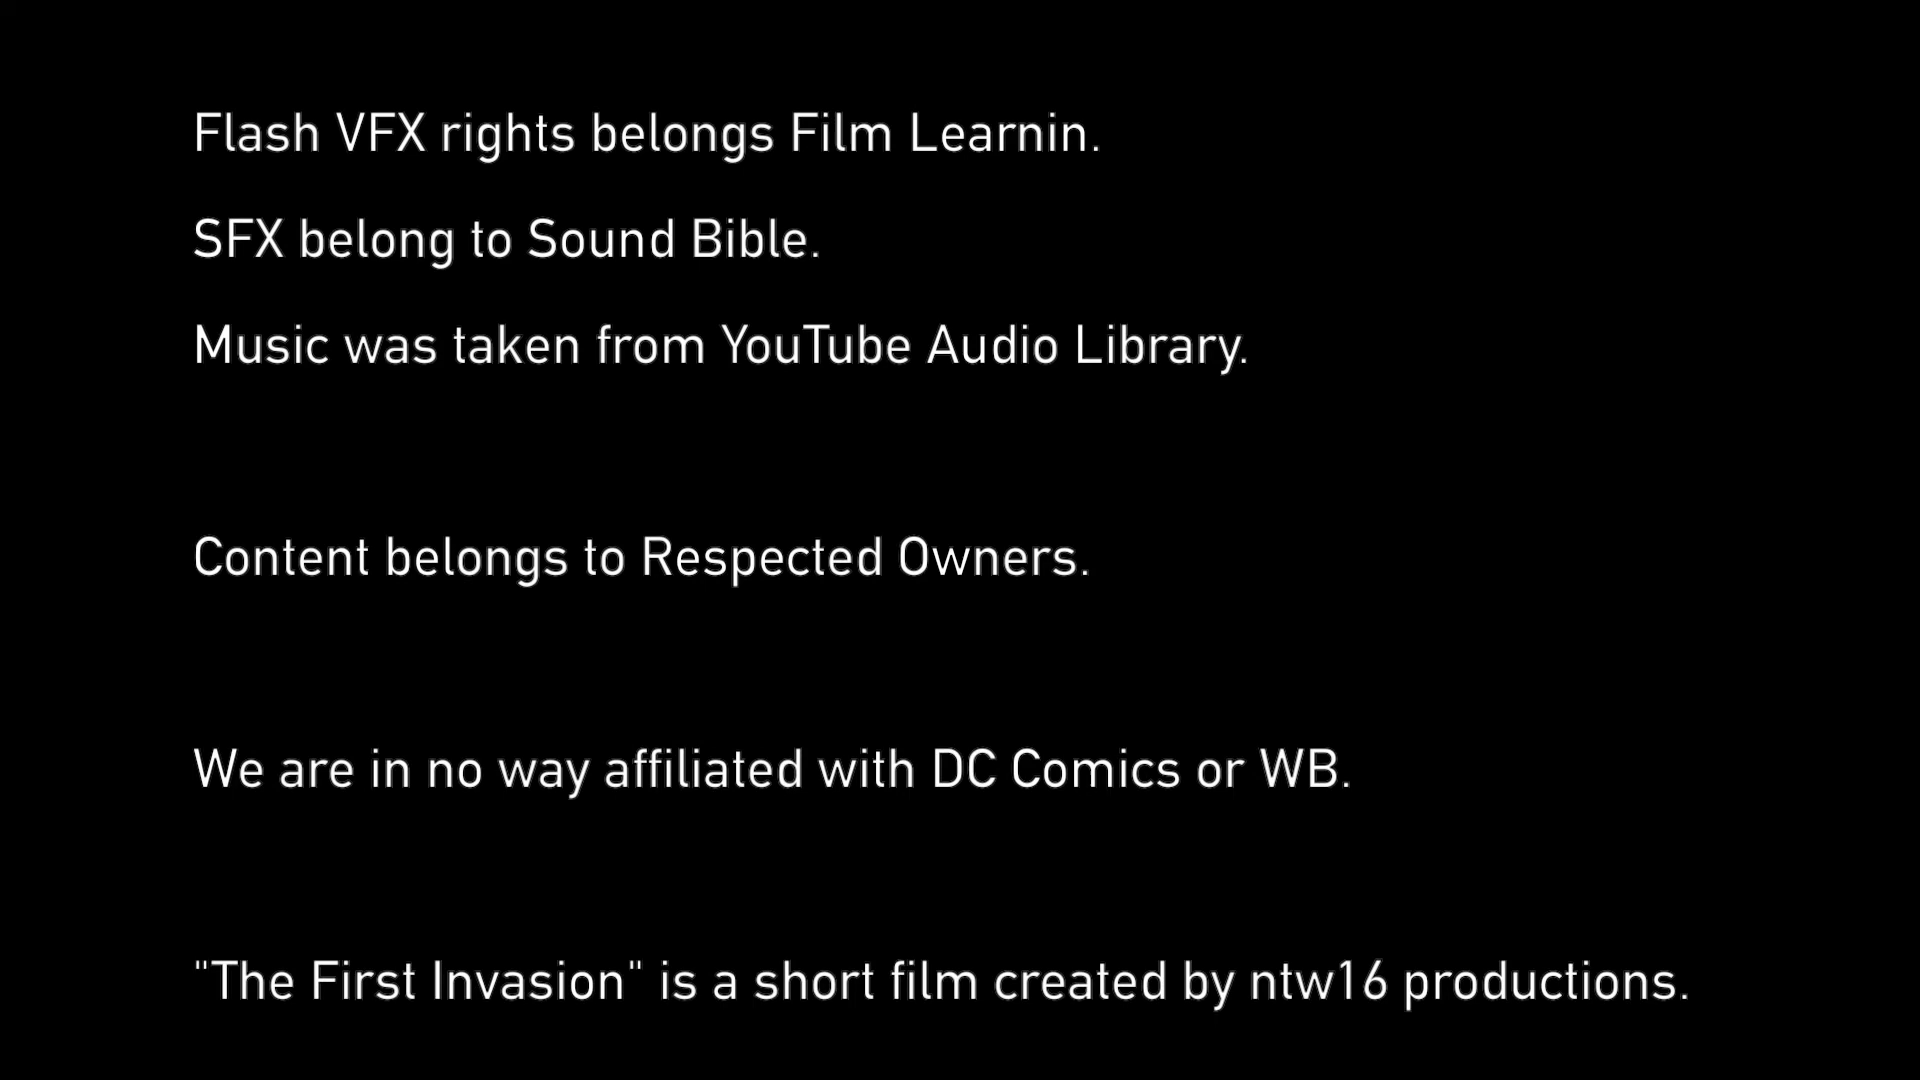 Flash VFX rights belongs Film Learnin.
SFX belong to Sound Bible.
Music was taken from YouTube Audio Library.
Content belongs to Respected Owners.
We are in no way affiliated with DC Comics or WB.
"The First Invasion" is a short film created by ntw16 productions.